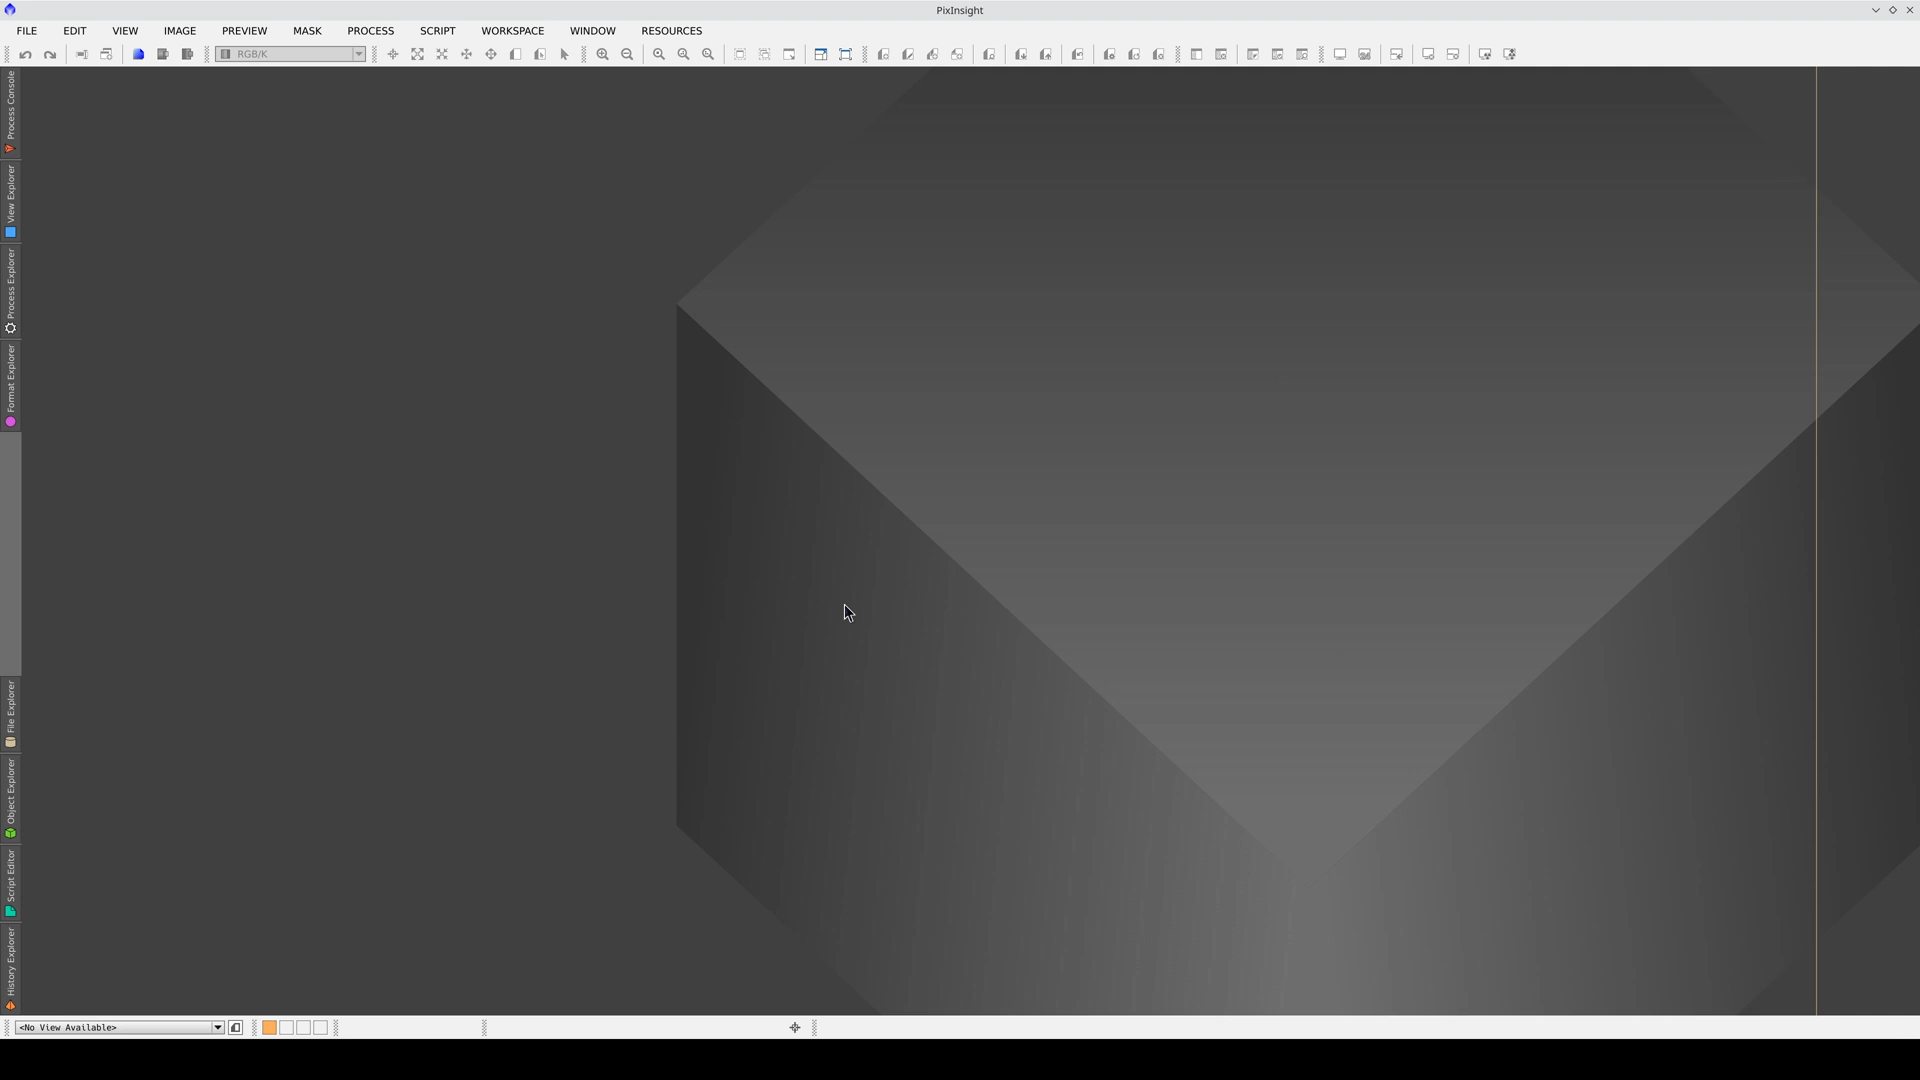 PixInsight
FILE EDIT VIEW IMAGE PREVIEW MASK PROCESS SCRIPT WORKSPACE WINDOW RESOURCES
RGB/K
Process Console
View Explorer
Process Explorer
Format Explorer
File Explorer
Object Explorer
Script Editor
History Explorer
<No View Available>